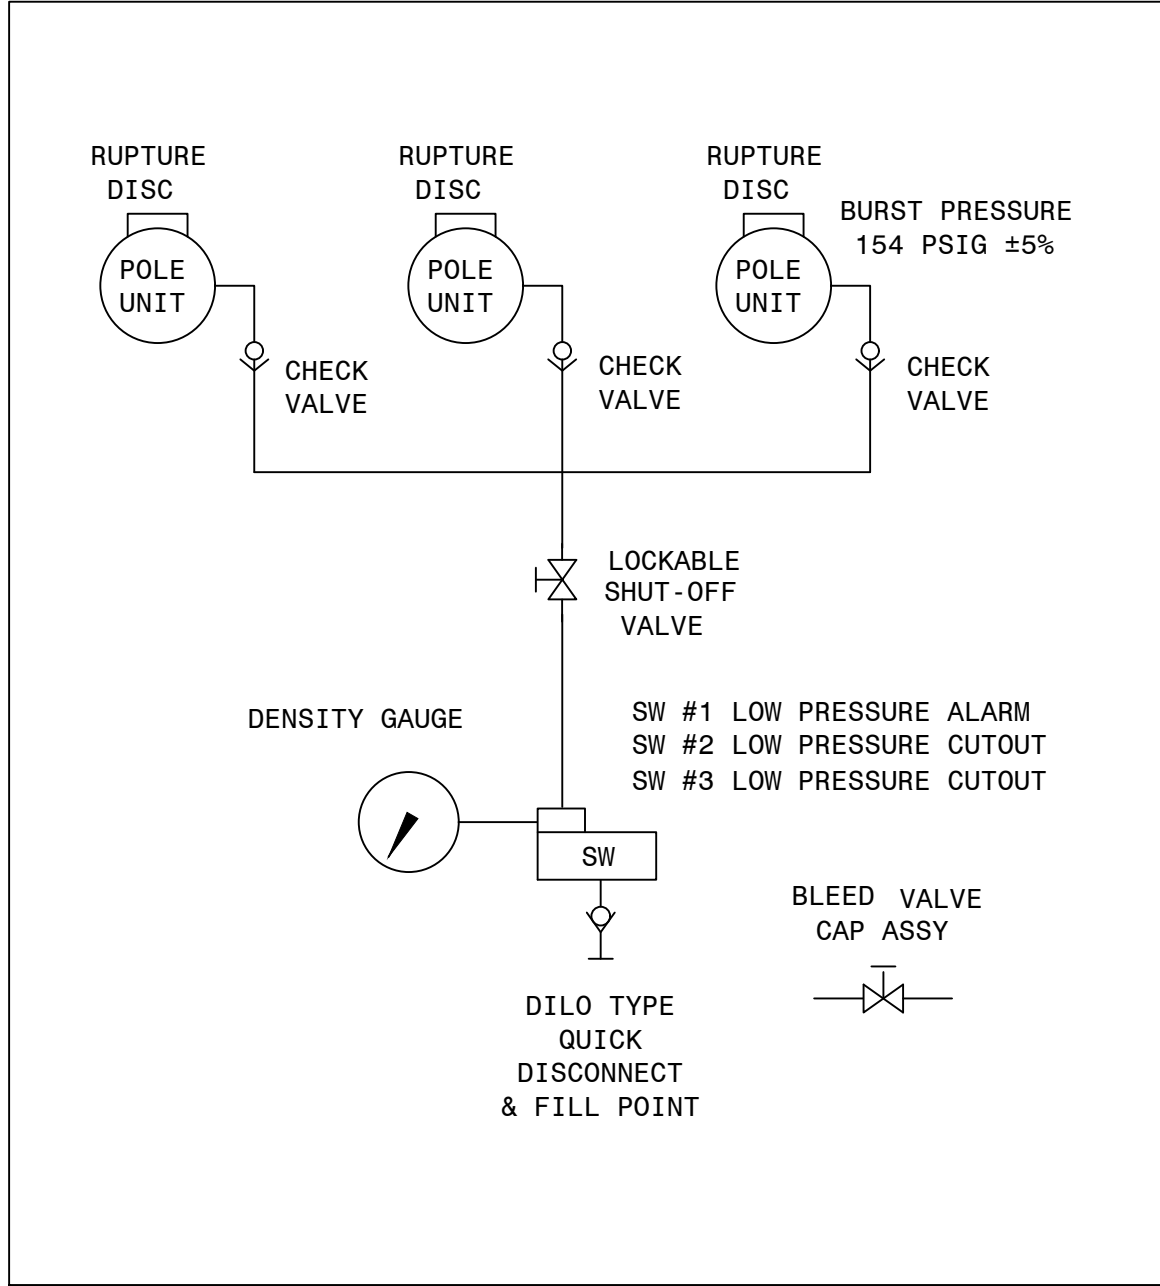 RUPTURE
DISC
RUPTURE
DISC
RUPTURE
DISC
BURST PRESSURE
154 PSIG ±5%
POLE
UNIT
POLE
UNIT
POLE
UNIT
CHECK
VALVE
CHECK
VALVE
CHECK
VALVE
LOCKABLE
SHUT-OFF
VALVE
DENSITY GAUGE
SW #1 LOW PRESSURE ALARM
SW #2 LOW PRESSURE CUTOUT
SW #3 LOW PRESSURE CUTOUT
SW
BLEED VALVE
CAP ASSY
DILO TYPE
QUICK
DISCONNECT
& FILL POINT